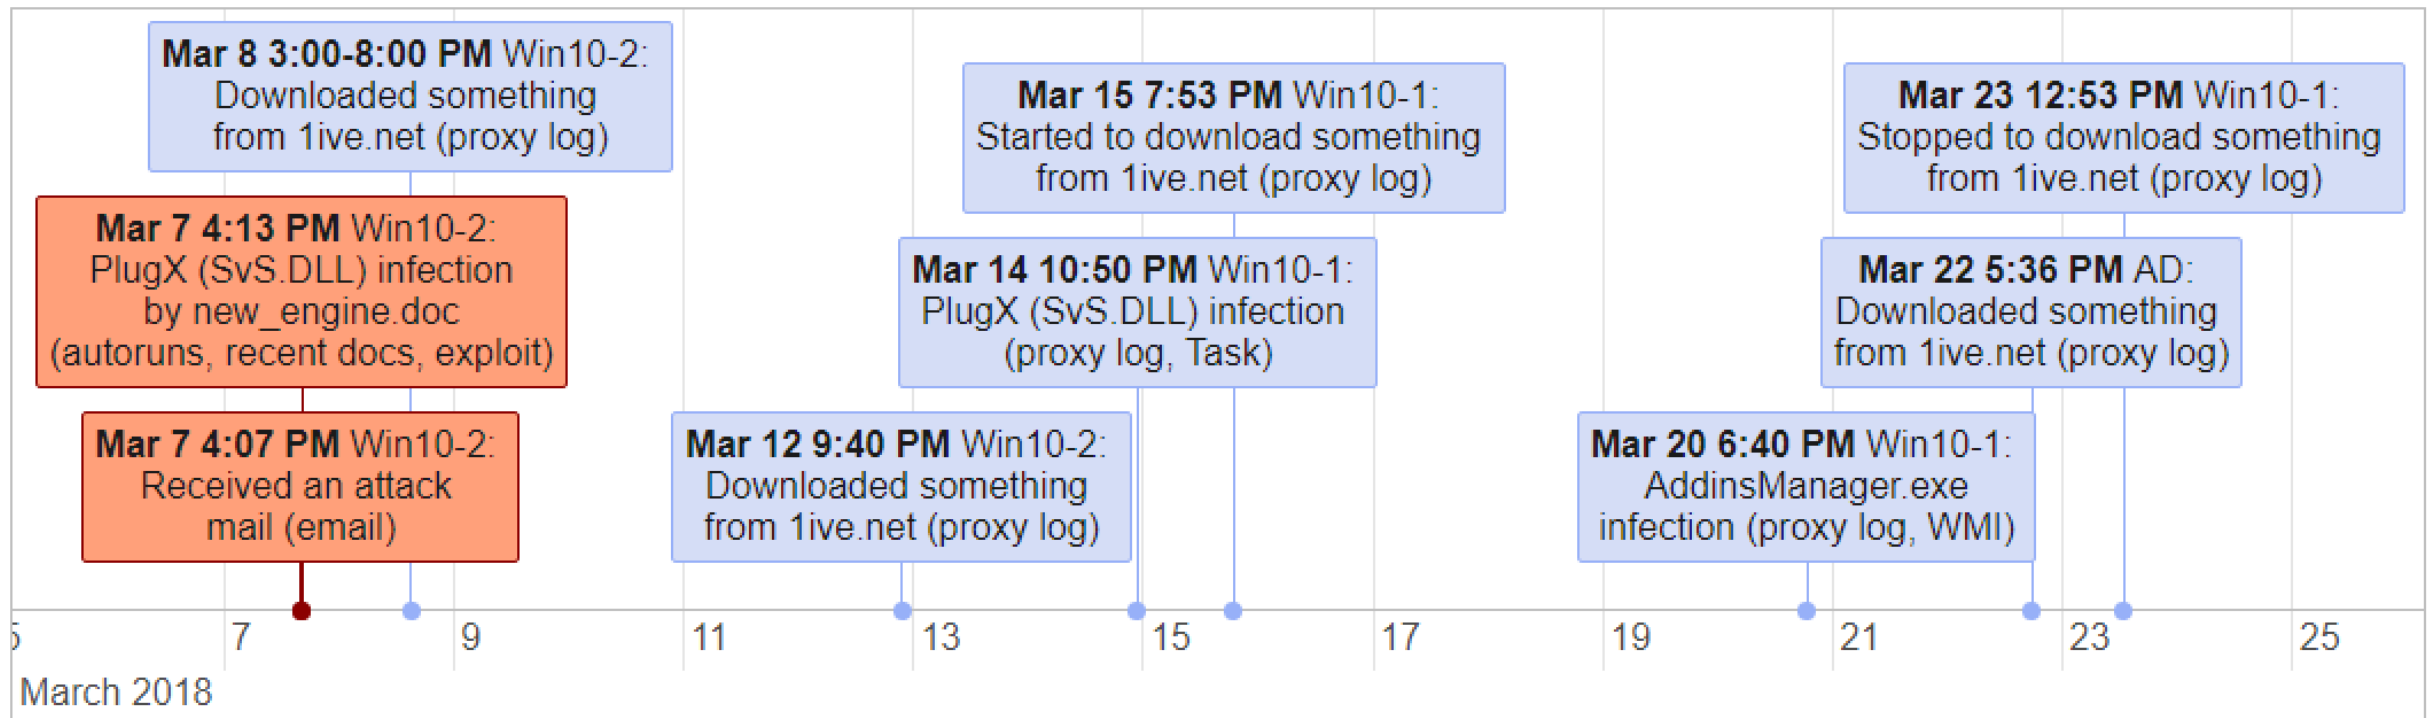 Mar 8 3:00-8:00 PM Win10-2:
Downloaded something
from 1ive.net (proxy log)
Mar 7 4:13 PM Win10-2:
PlugX (SvS.DLL) infection
by new_engine.doc
(autoruns, recent docs, exploit)
Mar 7 4:07 PM Win10-2:
Received an attack
mail (email)
Mar 12 9:40 PM Win10-2:
Downloaded something
from 1ive.net (proxy log)
Mar 15 7:53 PM Win10-1:
Started to download something
from 1ive.net (proxy log)
Mar 14 10:50 PM Win10-1:
PlugX (SvS.DLL) infection
(proxy log, Task)
Mar 23 12:53 PM Win10-1:
Stopped to download something
from 1ive.net (proxy log)
Mar 22 5:36 PM AD:
Downloaded something
from 1ive.net (proxy log)
Mar 20 6:40 PM Win10-1:
AddinsManager.exe
infection (proxy log, WMI)
7 9 11 13 15 17 19 21 23 25
March 2018